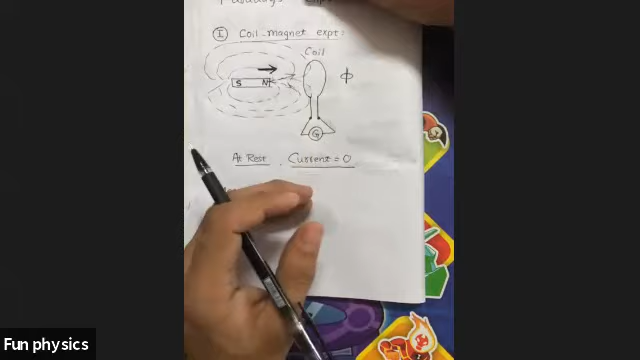 I Coil-magnet expt:
Coil
S N
Φ
G
At Rest, Current = 0
Fun physics